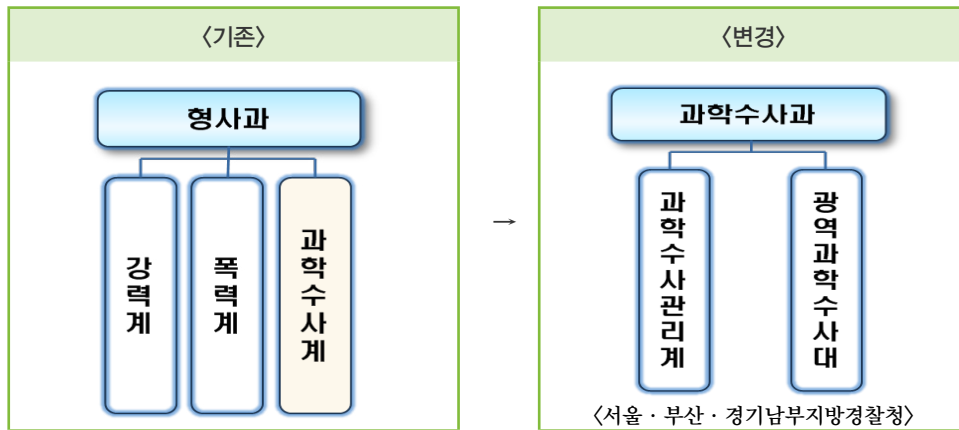 〈기존〉
형사과
강력계
폭력계
과학수사계
→
〈변경〉
과학수사과
과학수사관리계
광역과학수사대
〈서울 · 부산 · 경기남부지방경찰청〉